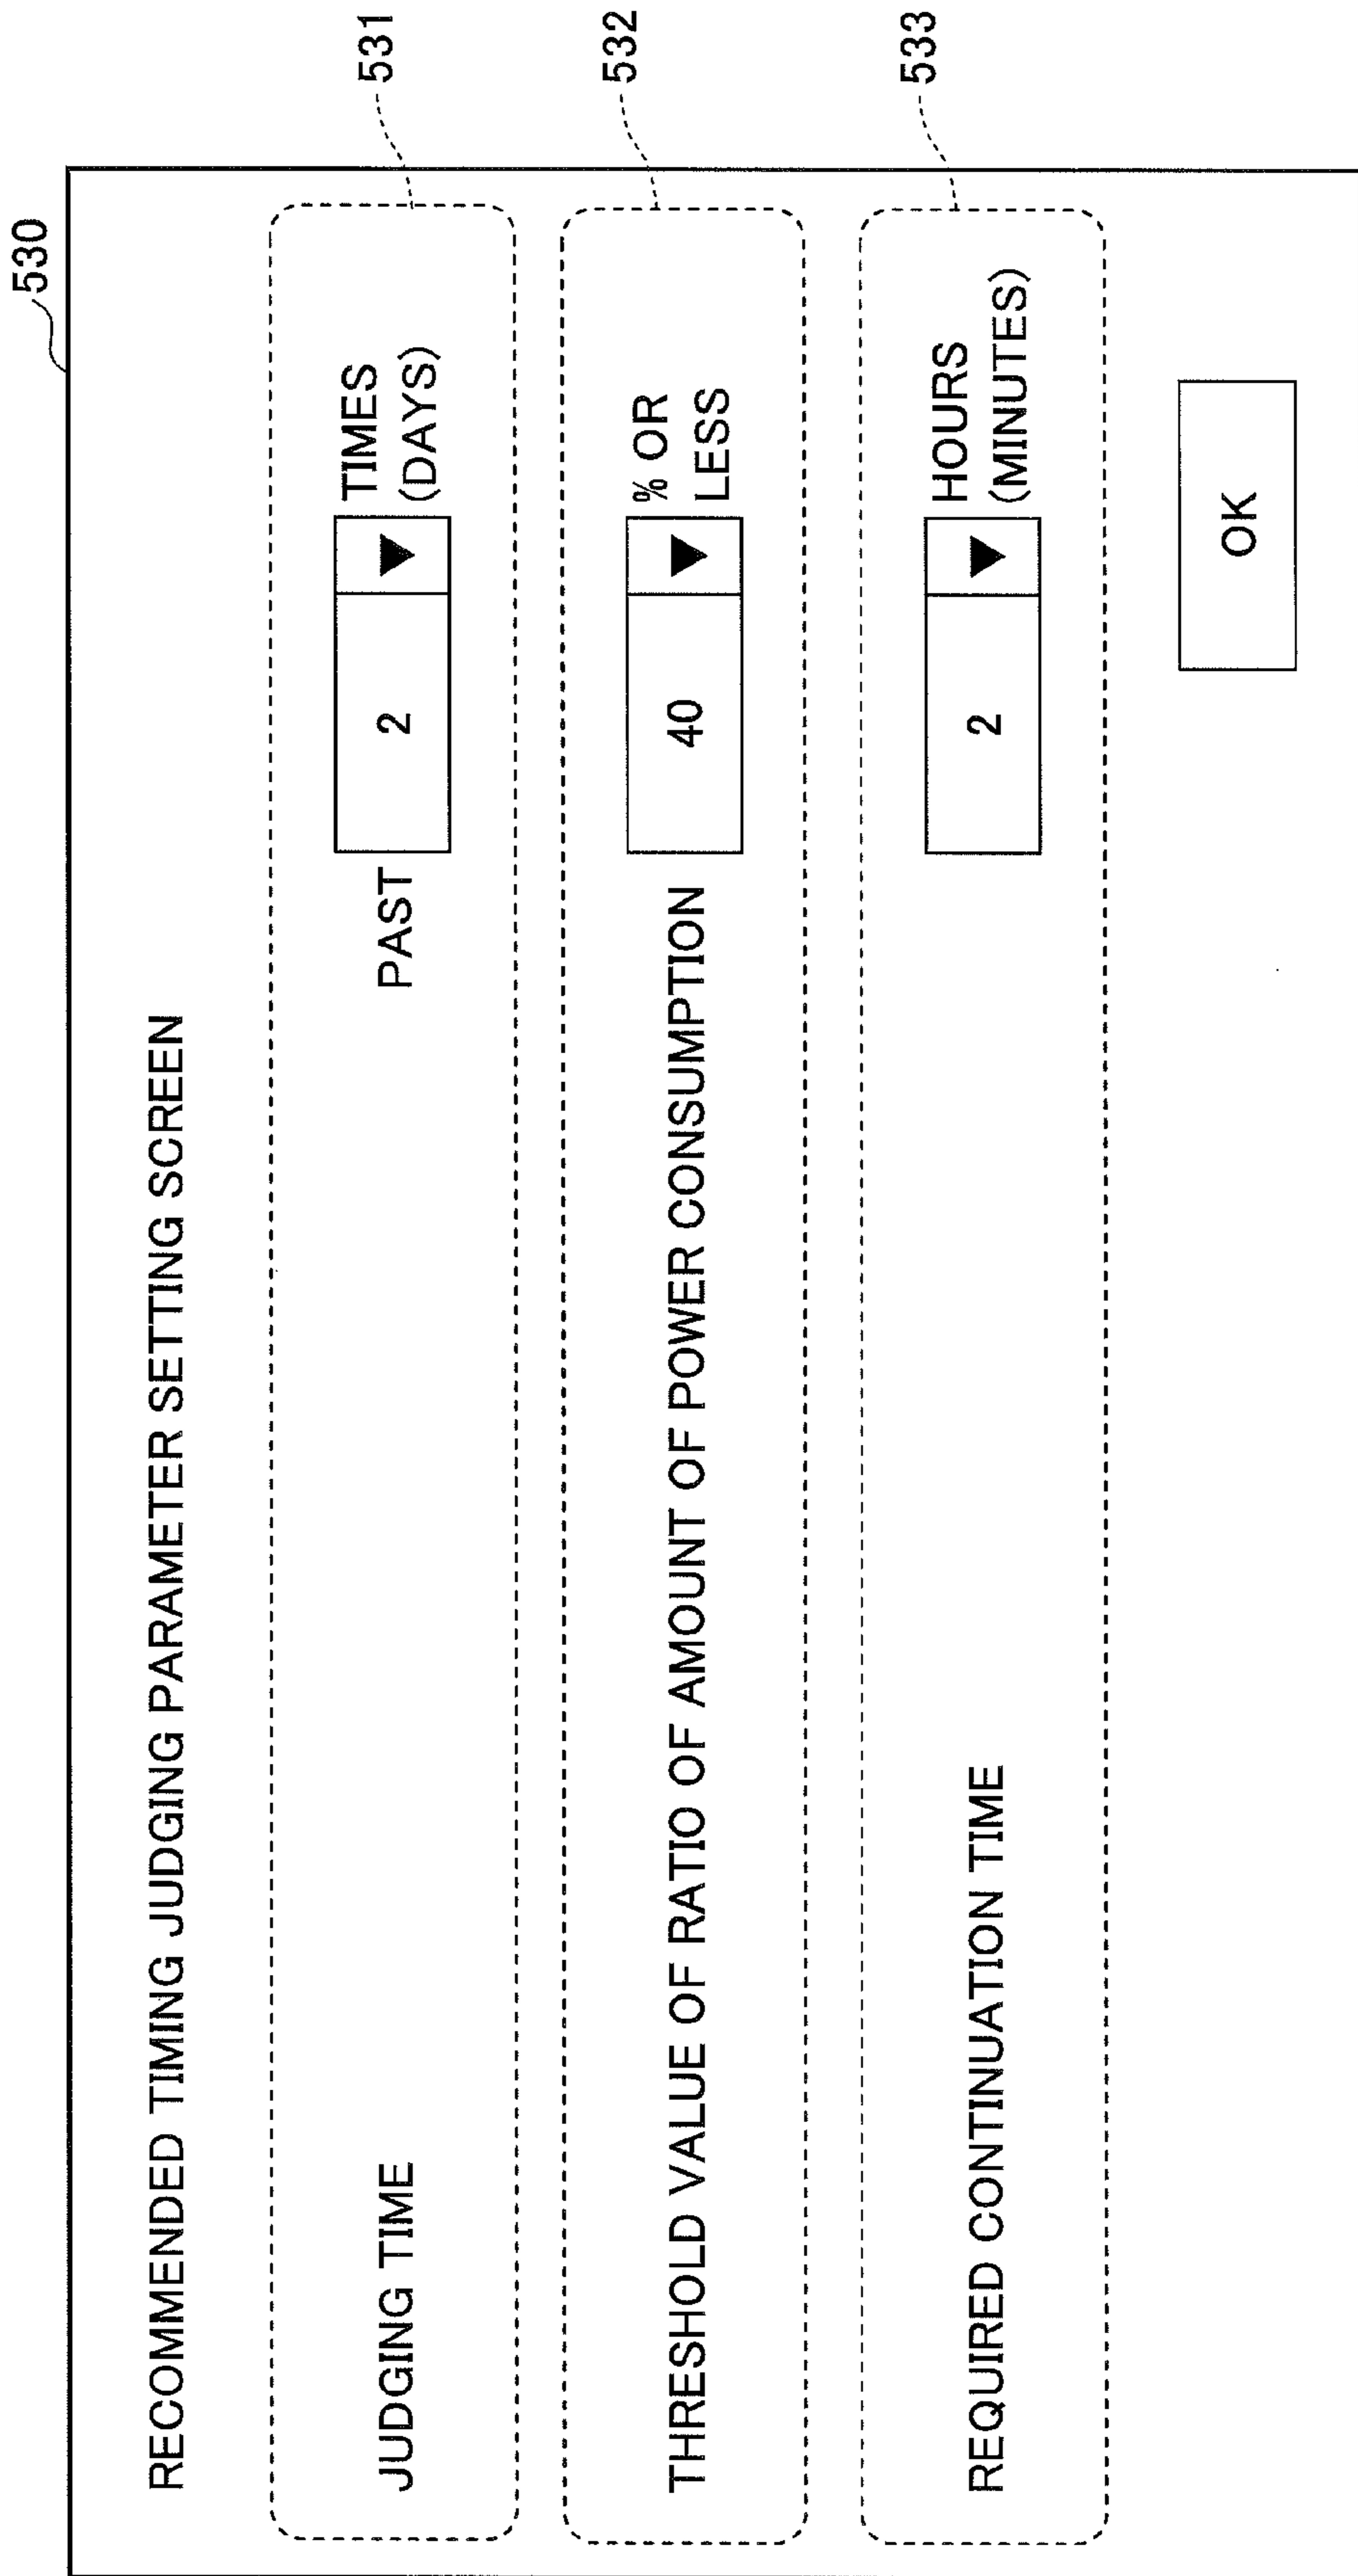 530
RECOMMENDED TIMING JUDGING PARAMETER SETTING SCREEN
531
JUDGING TIME
PAST
2
▼
TIMES
(DAYS)
532
THRESHOLD VALUE OF RATIO OF AMOUNT OF POWER CONSUMPTION
40
▼
% OR
LESS
533
REQUIRED CONTINUATION TIME
2
▼
HOURS
(MINUTES)
OK